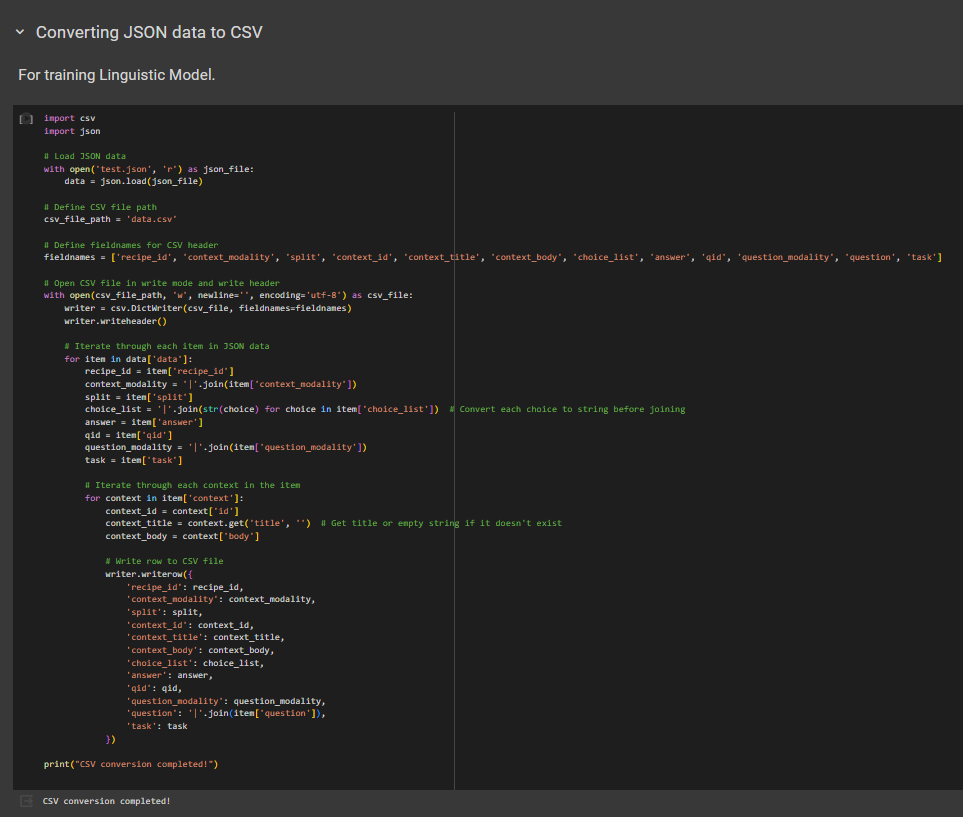 Converting JSON data to CSV
For training Linguistic Model.
import csv
import json
# Load JSON data
with open('test.json', 'r') as json_file:
    data = json.load(json_file)
# Define CSV file path
csv_file_path = 'data.csv'
# Define fieldnames for CSV header
fieldnames = ['recipe_id', 'context_modality', 'split', 'context_id', 'context_title', 'context_body', 'choice_list', 'answer', 'qid', 'question_modality', 'question', 'task']
# Open CSV file in write mode and write header
with open(csv_file_path, 'w', newline='', encoding='utf-8') as csv_file:
    writer = csv.DictWriter(csv_file, fieldnames=fieldnames)
    writer.writeheader()
    # Iterate through each item in JSON data
    for item in data['data']:
        recipe_id = item['recipe_id']
        context_modality = '|'.join(item['context_modality'])
        split = item['split']
        choice_list = '|'.join(str(choice) for choice in item['choice_list'])  # Convert each choice to string before joining
        answer = item['answer']
        qid = item['qid']
        question_modality = '|'.join(item['question_modality'])
        task = item['task']
        # Iterate through each context in the item
        for context in item['context']:
            context_id = context['id']
            context_title = context.get('title', '')  # Get title or empty string if it doesn't exist
            context_body = context['body']
            # Write row to CSV file
            writer.writerow({
                'recipe_id': recipe_id,
                'context_modality': context_modality,
                'split': split,
                'context_id': context_id,
                'context_title': context_title,
                'context_body': context_body,
                'choice_list': choice_list,
                'answer': answer,
                'qid': qid,
                'question_modality': question_modality,
                'question': '|'.join(item['question']),
                'task': task
            })
print("CSV conversion completed!")
CSV conversion completed!